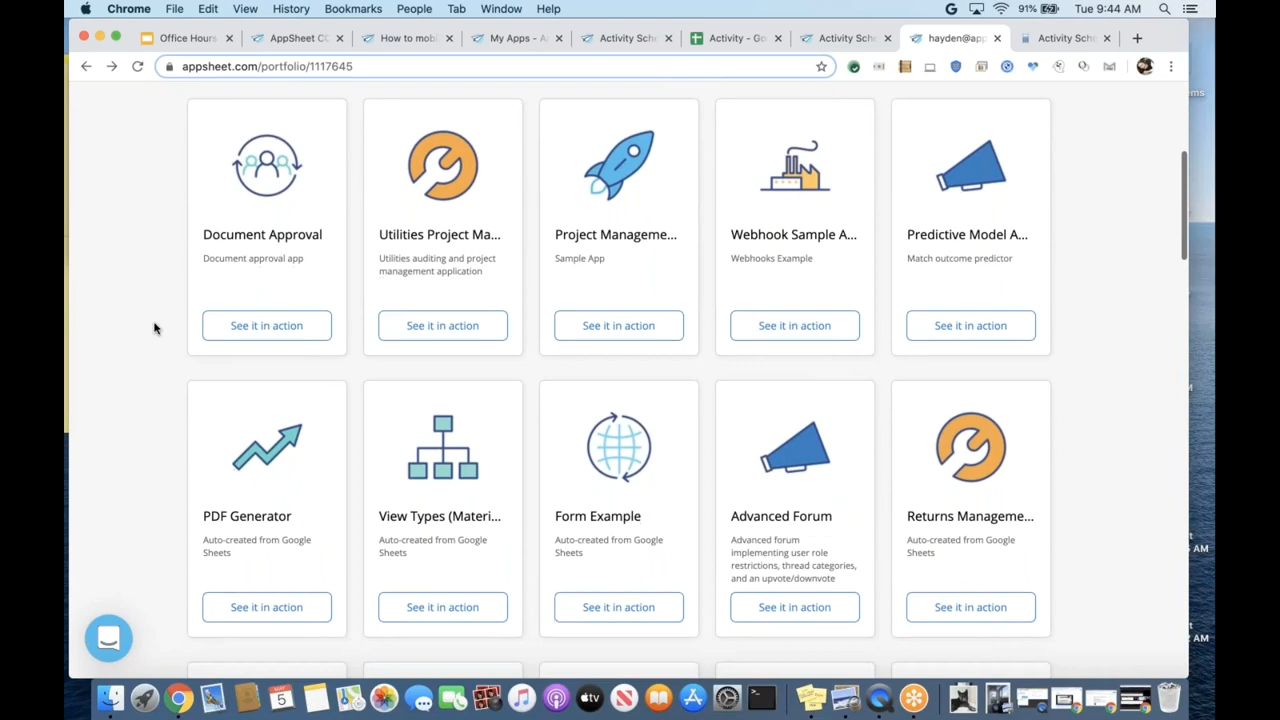 Chrome File Edit View History Bookmarks People Tab Window Help 91% Tue 9:44 AM
Office Hours AppSheet CC How to mobi My Apps - A Activity Sche Activity - Go Activity Sche hayden@app Activity Sche
appsheet.com/portfolio/1117645
Document Approval
Document approval app
See it in action
Utilities Project Ma...
Utilities auditing and project
management application
See it in action
Project Manageme...
Sample App
See it in action
Webhook Sample A...
Webhooks Example
See it in action
Predictive Model A...
Match outcome predictor
See it in action
PDF Generator
Auto-created from Google
Sheets
See it in action
View Types (Materi...
Auto-created from Google
Sheets
See it in action
Form Example
Auto-created from Google
Sheets
See it in action
Advanced Forum
Advanced forum
implementing user role
restrictions, thread categories,
and an upvote/downvote
See it in action
Returns Manageme...
Auto-created from Google
Sheets
See it in action